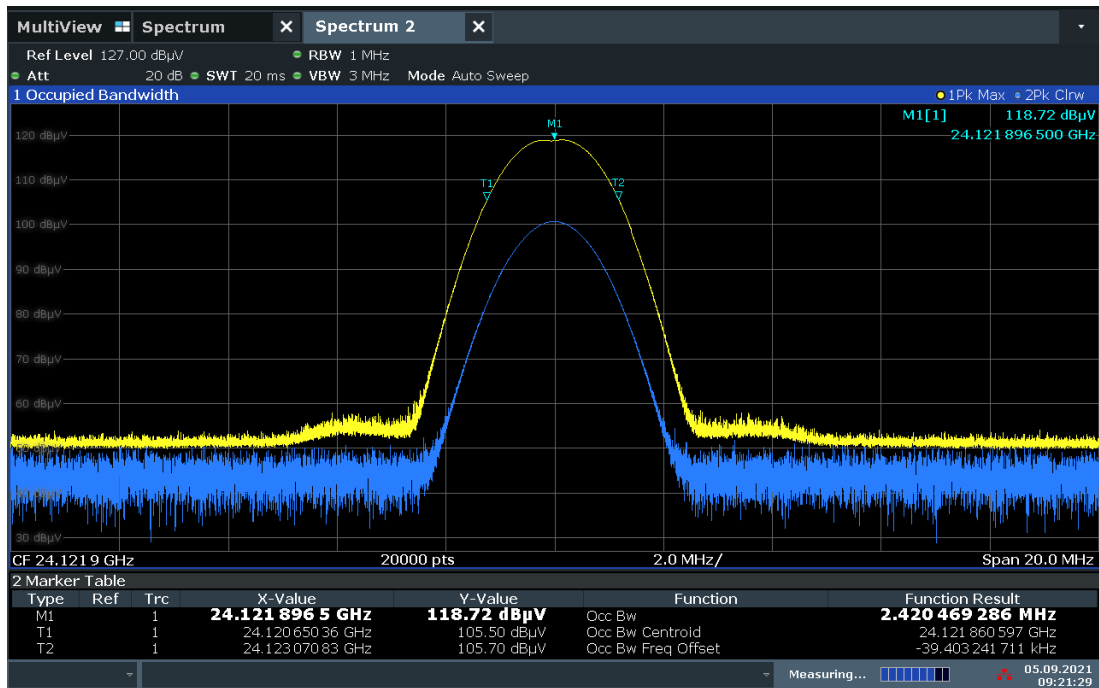 MultiView Spectrum X Spectrum 2 X
Ref Level 127.00 dBµV RBW 1 MHz
Att 20 dB SWT 20 ms VBW 3 MHz Mode Auto Sweep
1 Occupied Bandwidth 1Pk Max 2Pk Clrw
M1[1] 118.72 dBµV
24.121 896 500 GHz
M1
120 dBµV
T1 T2
110 dBµV
100 dBµV
90 dBµV
80 dBµV
70 dBµV
60 dBµV
30 dBµV
CF 24.1219 GHz 20000 pts 2.0 MHz/ Span 20.0 MHz
2 Marker Table
Type Ref Trc X-Value Y-Value Function Function Result
M1 1 24.121 896 5 GHz 118.72 dBµV Occ Bw 2.420 469 286 MHz
T1 1 24.120 650 36 GHz 105.50 dBµV Occ Bw Centroid 24.121 860 597 GHz
T2 1 24.123 070 83 GHz 105.70 dBµV Occ Bw Freq Offset -39.403 241 711 kHz
Measuring... 05.09.2021
09:21:29